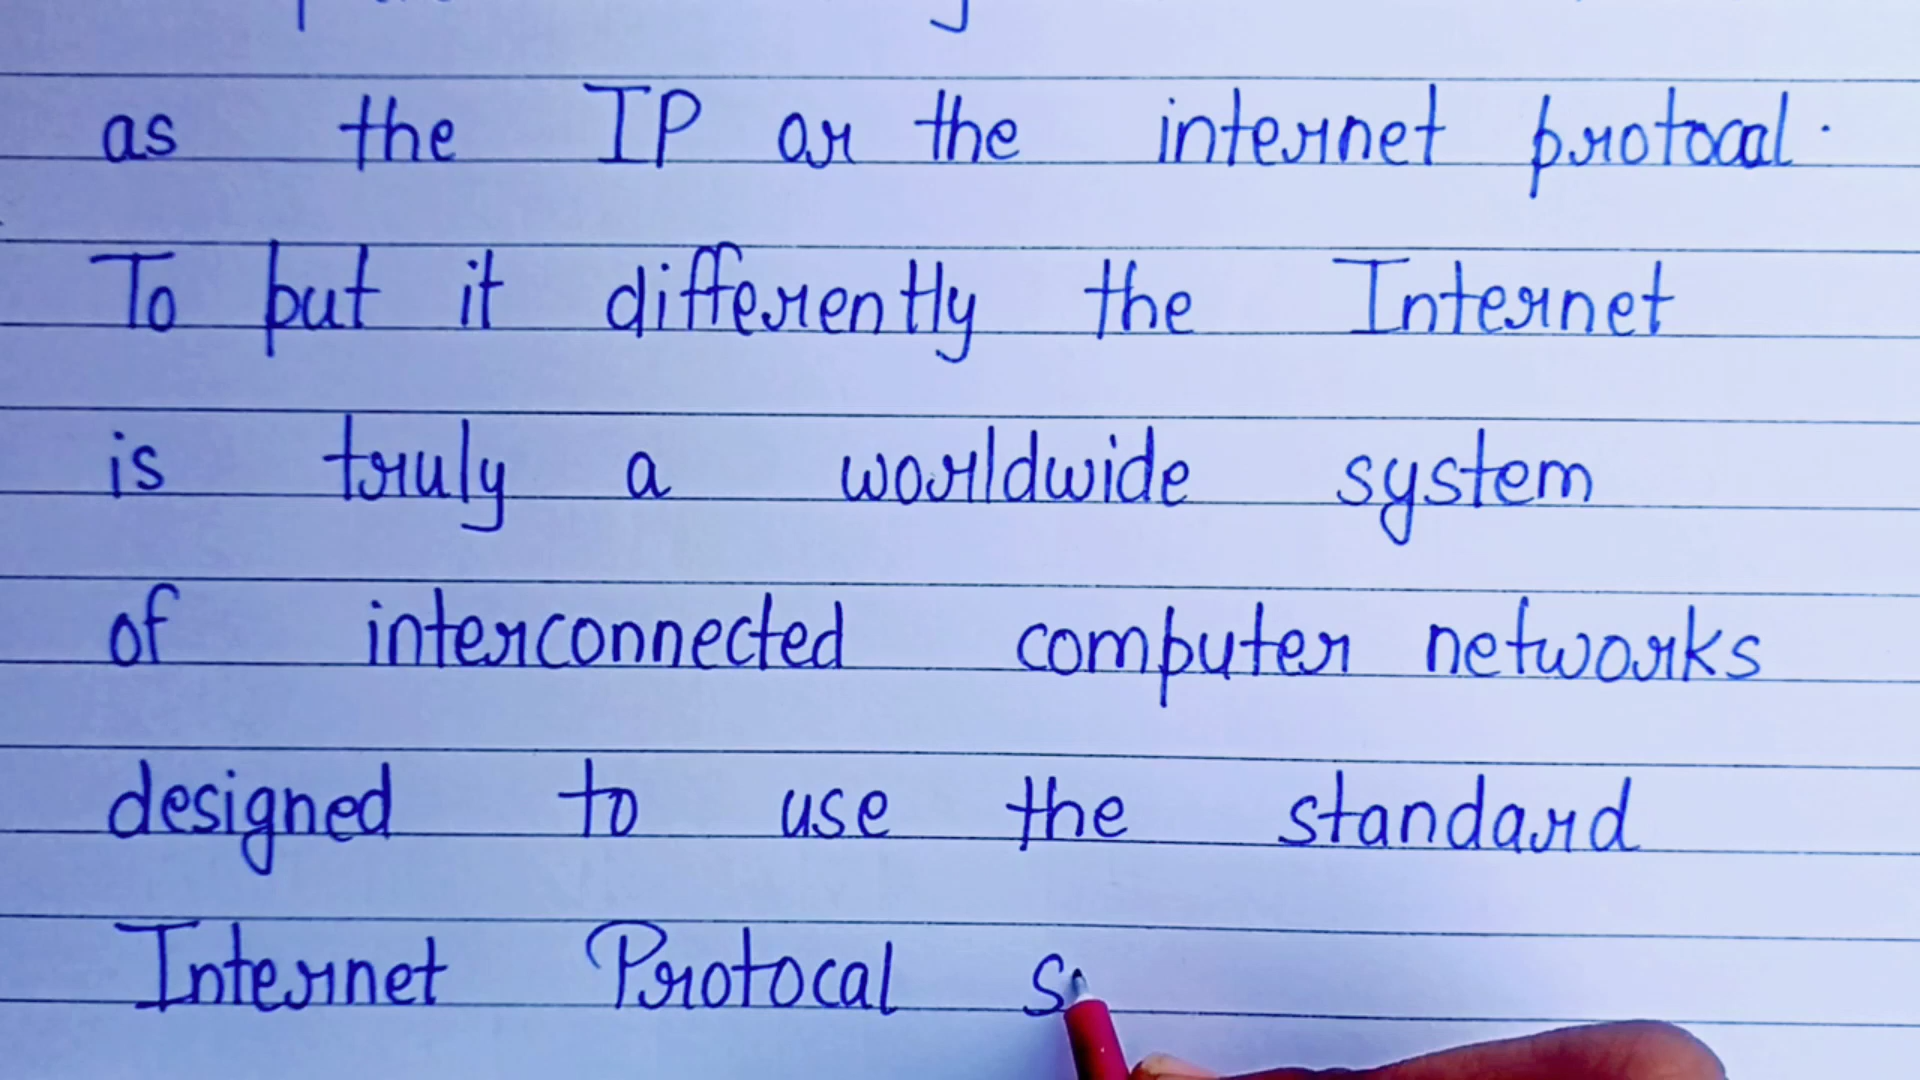 as the IP or the internet protocal.
To but it differently the Internet
is truly a worldwide system
of interconnected computer networks
designed to use the standard
Internet Protocal s